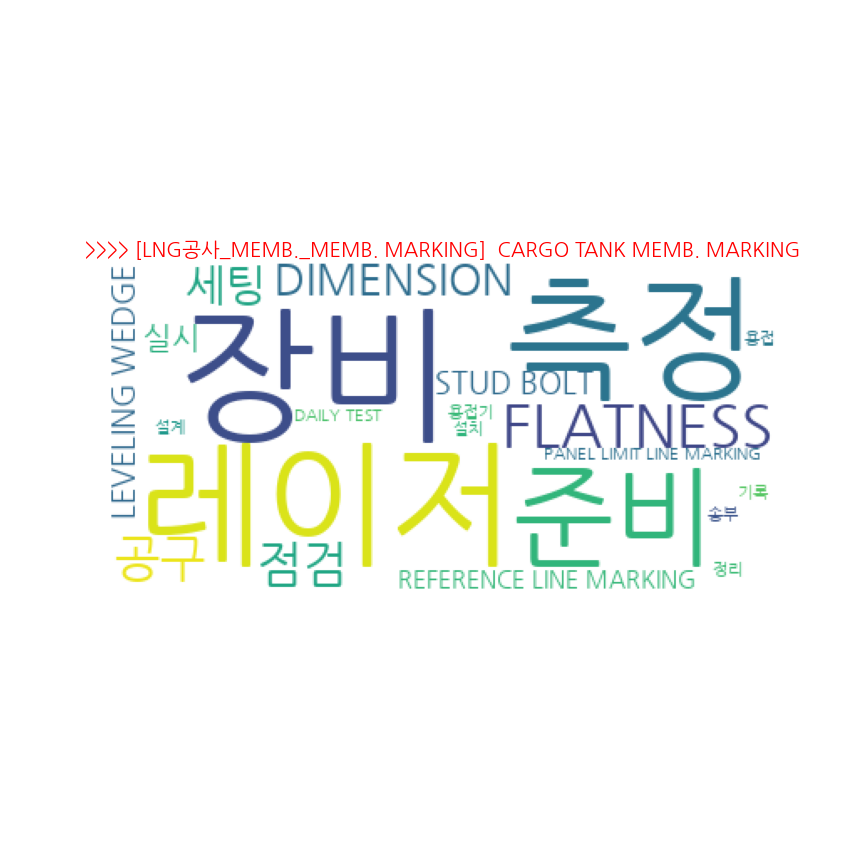 >>>> [LNG공사_MEMB._MEMB. MARKING]  CARGO TANK MEMB. MARKING
LEVELING WEDGE
세팅
DIMENSION
측정
실시
장비
용접
STUD BOLT
DAILY TEST
용접기
설치
FLATNESS
설계
PANEL LIMIT LINE MARKING
레이저
준비
기록
송부
공구
점검
REFERENCE LINE MARKING
정리